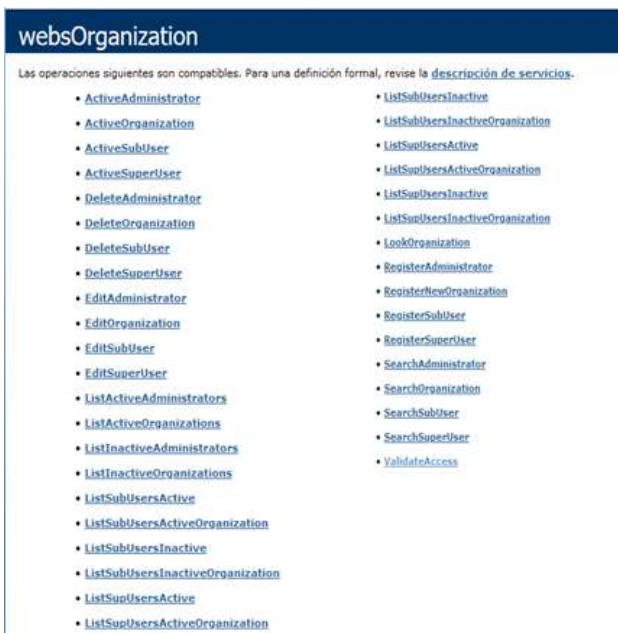 websOrganization
Las operaciones siguientes son compatibles. Para una definición formal, revise la descripción de servicios.
• ActiveAdministrator
• ActiveOrganization
• ActiveSubUser
• ActiveSuperUser
• DeleteAdministrator
• DeleteOrganization
• DeleteSubUser
• DeleteSuperUser
• EditAdministrator
• EditOrganization
• EditSubUser
• EditSuperUser
• ListActiveAdministrators
• ListActiveOrganizations
• ListInactiveAdministrators
• ListInactiveOrganizations
• ListSubUsersActive
• ListSubUsersActiveOrganization
• ListSubUsersInactive
• ListSubUsersInactiveOrganization
• ListSupUsersActive
• ListSupUsersActiveOrganization
• ListSubUsersInactive
• ListSubUsersInactiveOrganization
• ListSupUsersActive
• ListSupUsersActiveOrganization
• ListSupUsersInactive
• ListSupUsersInactiveOrganization
• LookOrganization
• RegisterAdministrator
• RegisterNewOrganization
• RegisterSubUser
• RegisterSuperUser
• SearchAdministrator
• SearchOrganization
• SearchSubUser
• SearchSuperUser
• ValidateAccess